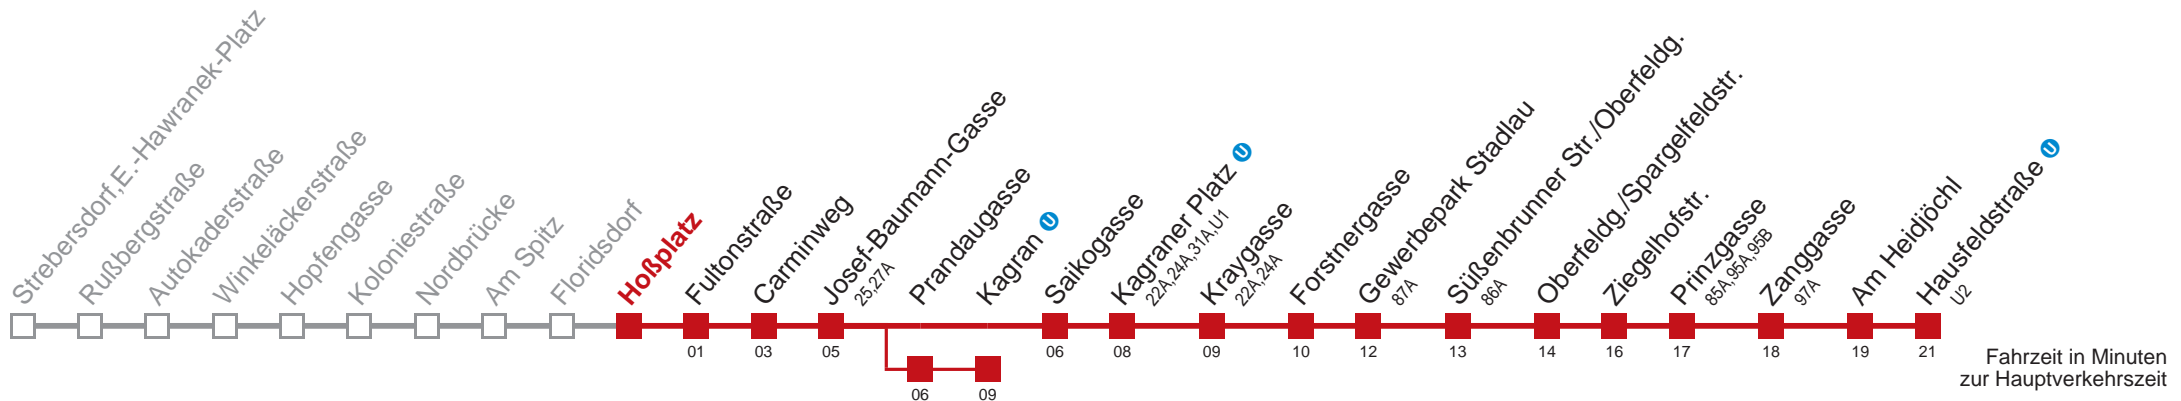 Strebersdorf,E.-Hawranek-Platz
Rußbergstraße
Autokaderstraße
Winkeläckerstraße
Hopfengasse
Koloniestraße
Nordbrücke
Am Spitz
Floridsdorf
Hoßplatz
Fultonstraße
01
Carminweg
03
Josef-Baumann-Gasse
25,27A
05
Prandaugasse
06
Kagran U
09
Saikogasse
06
Kagraner Platz U
22A,24A,31A,U1
08
Kraygasse
22A,24A
09
Forstnergasse
10
Gewerbepark Stadlau
87A
12
Süßenbrunner Str./Oberfeldg.
86A
13
Oberfeldg./Spargelfeldstr.
14
Ziegelhofstr.
16
Prinzgasse
85A,95A,95B
17
Zanggasse
97A
18
Am Heidjöchl
19
Hausfeldstraße U
U2
21
Fahrzeit in Minuten
zur Hauptverkehrszeit